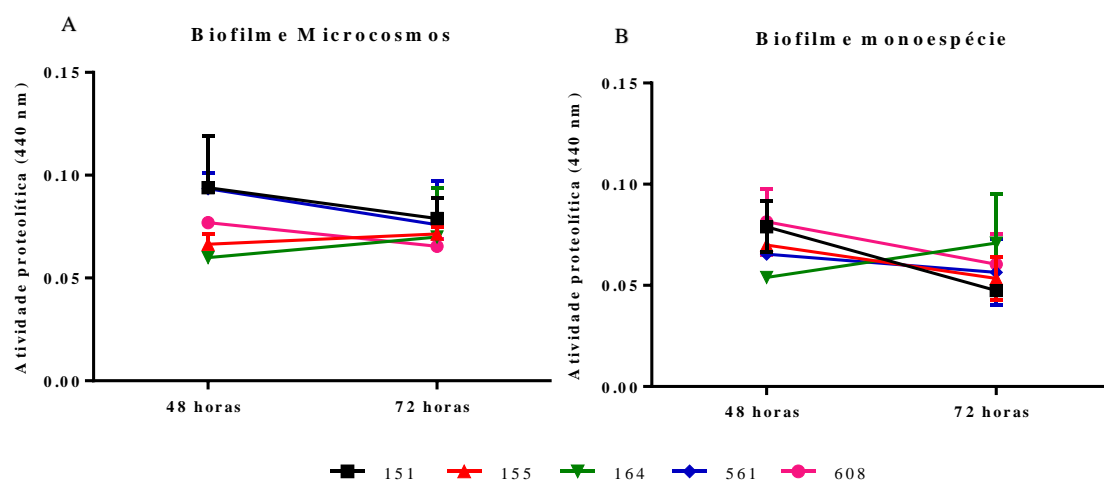 A
Biofilme Microcosmos
Atividade proteolítica (440 nm)
0.15
0.10
0.05
0.00
48 horas 72 horas
B
Biofilme monoespécie
Atividade proteolítica (440 nm)
0.15
0.10
0.05
0.00
48 horas 72 horas
151 155 164 561 608